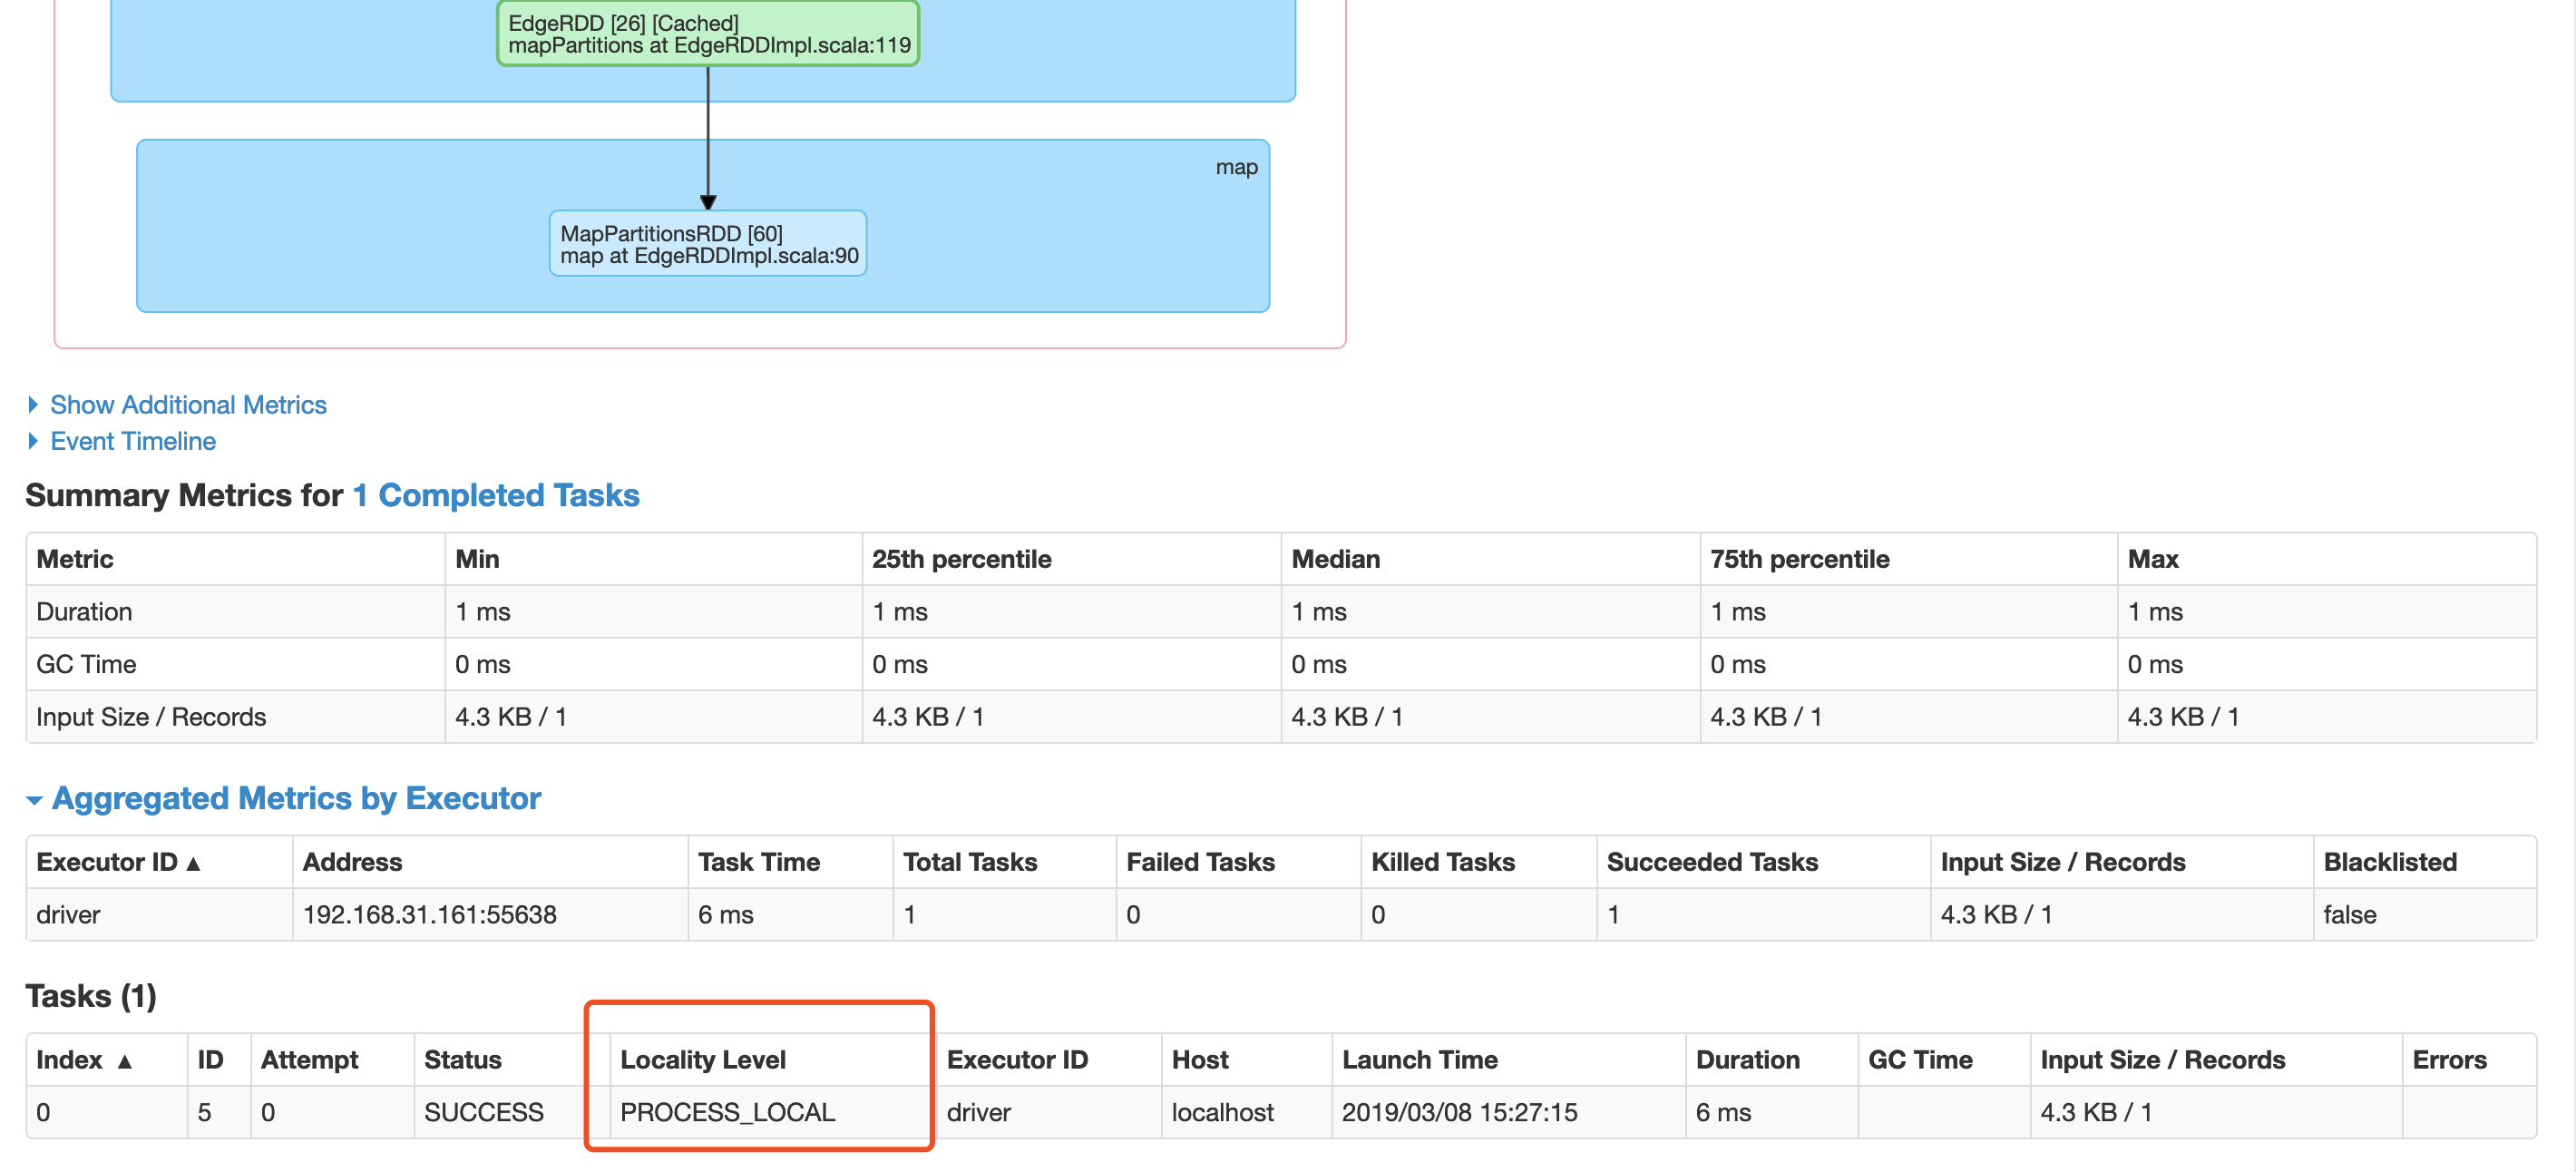 EdgeRDD [26] [Cached]
mapPartitions at EdgeRDDImpl.scala:119
map
MapPartitionsRDD [60]
map at EdgeRDDImpl.scala:90
Show Additional Metrics
Event Timeline
Summary Metrics for 1 Completed Tasks
Metric Min 25th percentile Median 75th percentile Max
Duration 1 ms 1 ms 1 ms 1 ms 1 ms
GC Time 0 ms 0 ms 0 ms 0 ms 0 ms
Input Size / Records 4.3 KB / 1 4.3 KB / 1 4.3 KB / 1 4.3 KB / 1 4.3 KB / 1
Aggregated Metrics by Executor
Executor ID ▲ Address Task Time Total Tasks Failed Tasks Killed Tasks Succeeded Tasks Input Size / Records Blacklisted
driver 192.168.31.161:55638 6 ms 1 0 0 1 4.3 KB / 1 false
Tasks (1)
Index ▲ ID Attempt Status Locality Level Executor ID Host Launch Time Duration GC Time Input Size / Records Errors
0 5 0 SUCCESS PROCESS_LOCAL driver localhost 2019/03/08 15:27:15 6 ms 4.3 KB / 1